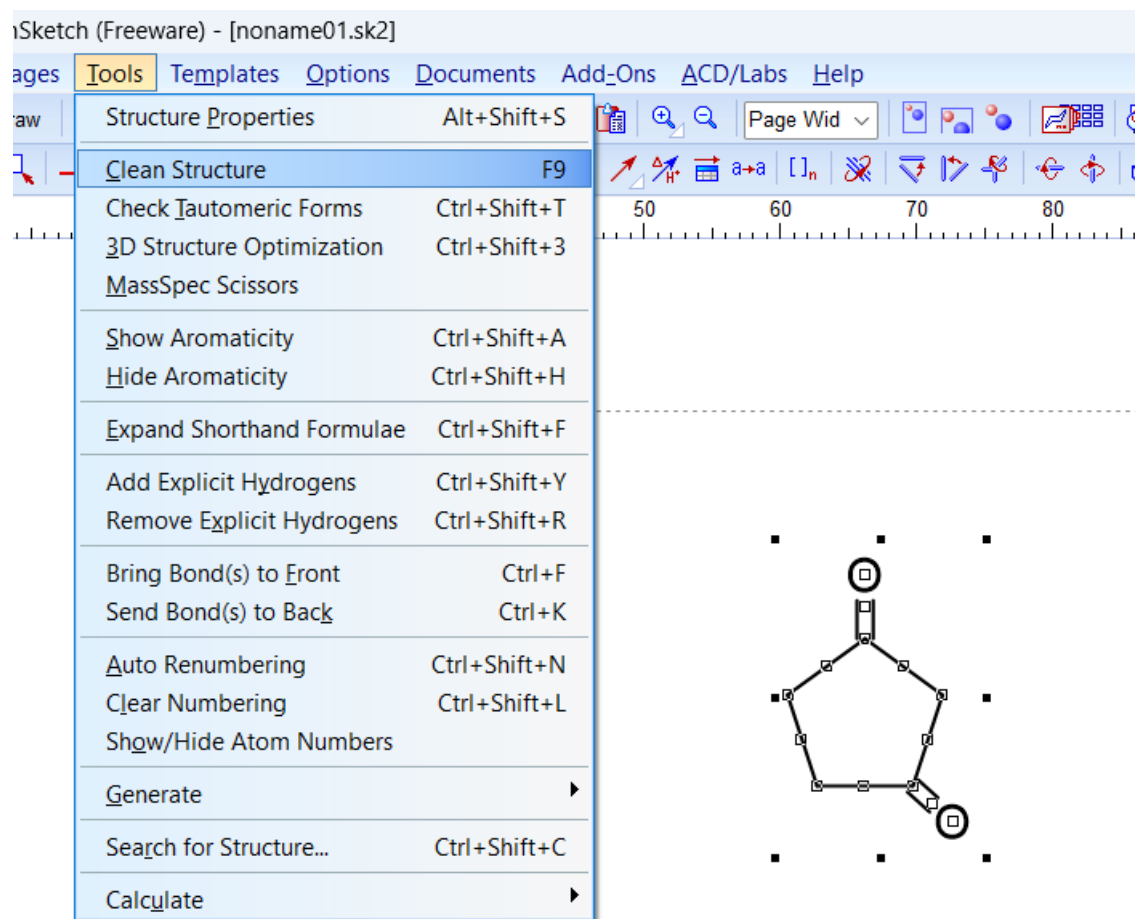 nSketch (Freeware) - [noname01.sk2]
ages Tools Templates Options Documents Add-Ons ACD/Labs Help
raw Structure Properties Alt+Shift+S Page Wid
Clean Structure F9 a→a []n
Check Tautomeric Forms Ctrl+Shift+T 50 60 70 80
3D Structure Optimization Ctrl+Shift+3
MassSpec Scissors
Show Aromaticity Ctrl+Shift+A
Hide Aromaticity Ctrl+Shift+H
Expand Shorthand Formulae Ctrl+Shift+F
Add Explicit Hydrogens Ctrl+Shift+Y
Remove Explicit Hydrogens Ctrl+Shift+R
Bring Bond(s) to Front Ctrl+F
O
Send Bond(s) to Back Ctrl+K
Auto Renumbering Ctrl+Shift+N
Clear Numbering Ctrl+Shift+L
Show/Hide Atom Numbers
Generate
O
Search for Structure... Ctrl+Shift+C
Calculate